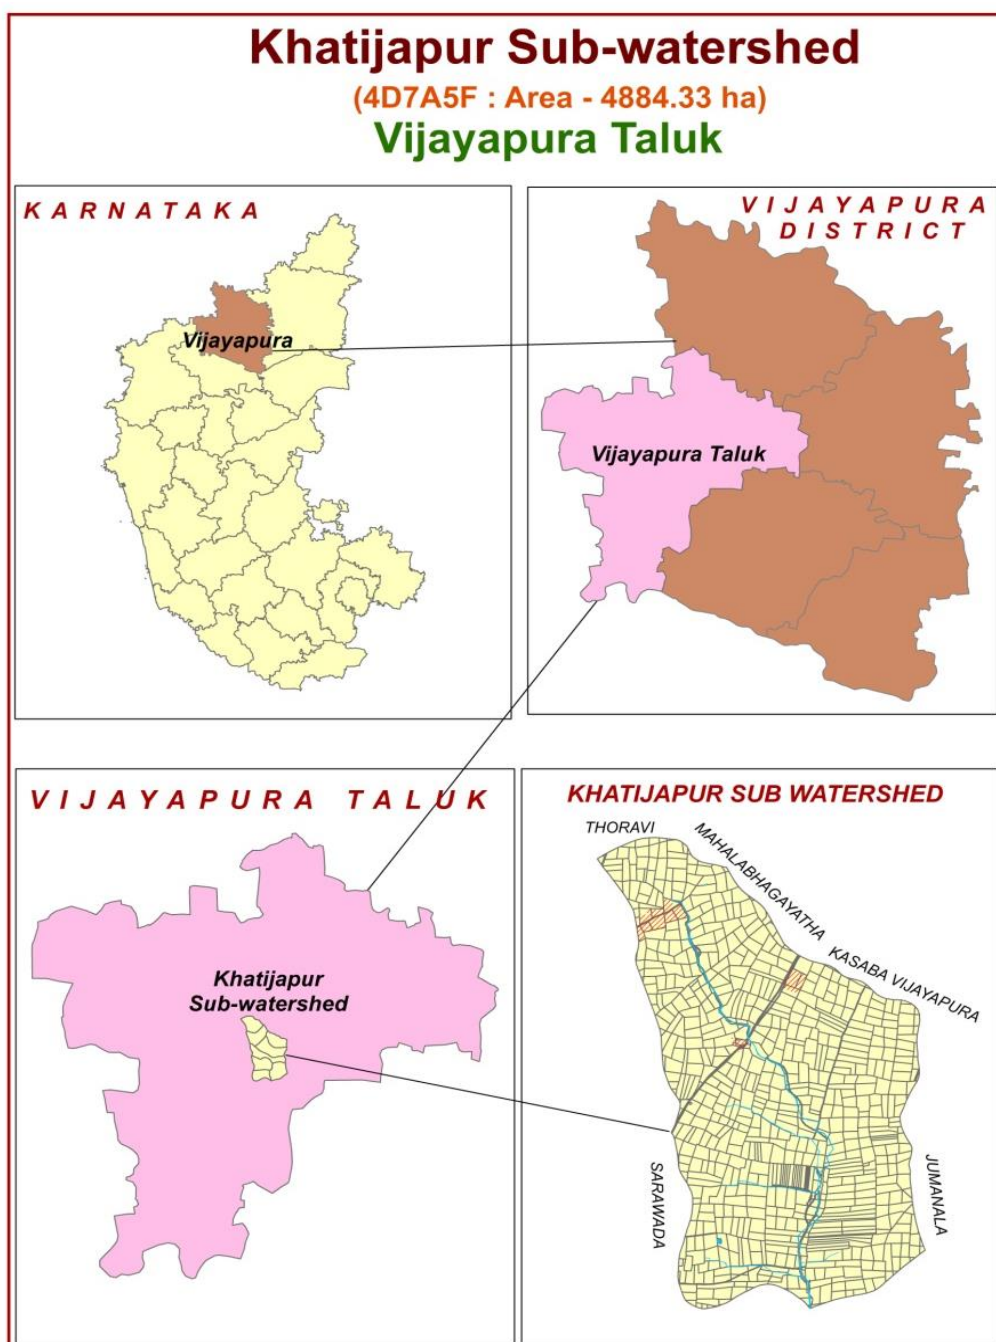 Khatijapur Sub-watershed
(4D7A5F : Area - 4884.33 ha)
Vijayapura Taluk
KARNATAKA
Vijayapura
VIJAYAPURA
DISTRICT
Vijayapura Taluk
VIJAYAPURA TALUK
Khatijapur
Sub-watershed
KHATIJAPUR SUB WATERSHED
THORAVI
MAHALABHAGAYATHA
KASABA VIJAYAPURA
SARAWADA
JUMANALA